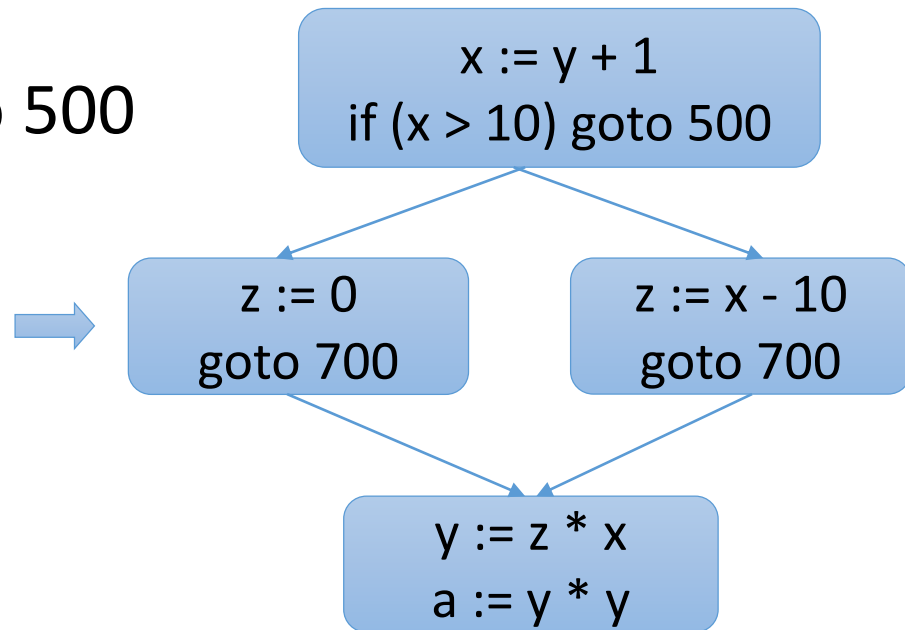 500
x := y + 1
if (x > 10) goto 500
z := 0
goto 700
z := x - 10
goto 700
y := z * x
a := y * y